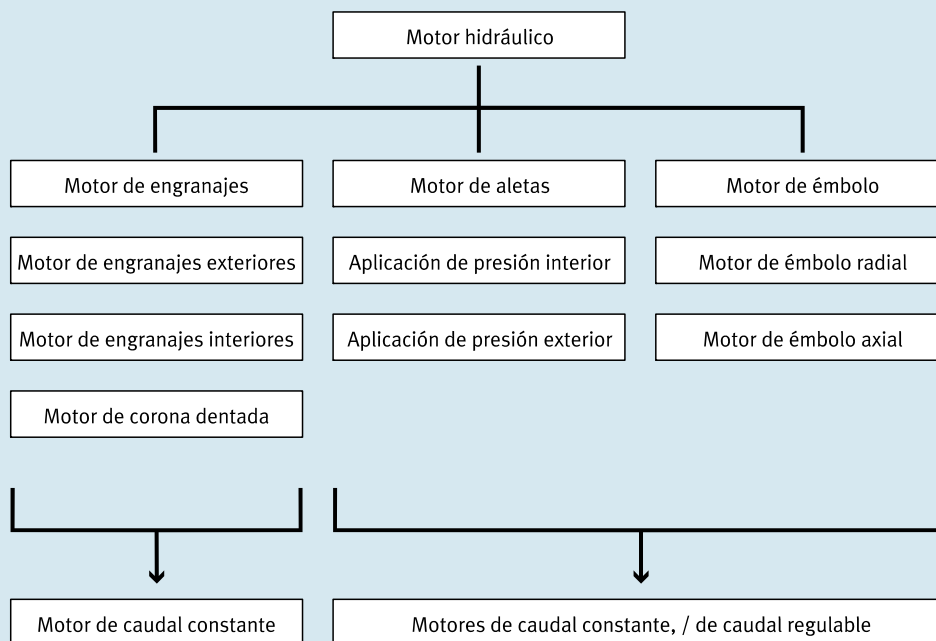 Motor hidráulico
Motor de engranajes
Motor de aletas
Motor de émbolo
Motor de engranajes exteriores
Aplicación de presión interior
Motor de émbolo radial
Motor de engranajes interiores
Aplicación de presión exterior
Motor de émbolo axial
Motor de corona dentada
Motor de caudal constante
Motores de caudal constante, / de caudal regulable